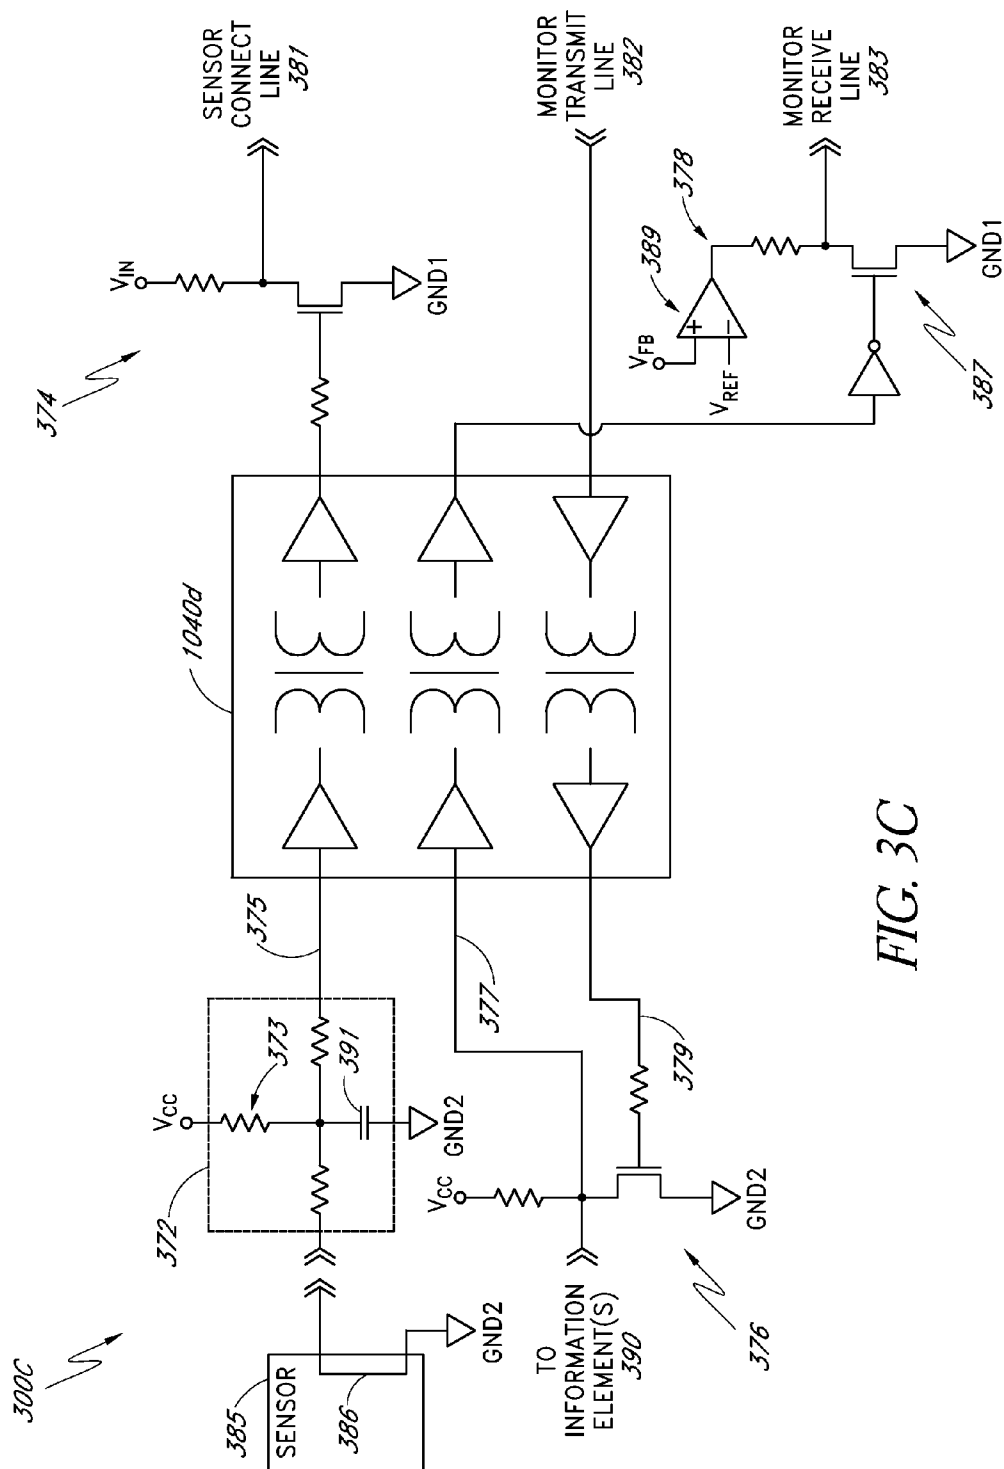 300C
385
SENSOR
386
GND2
372
VCC
373
391
GND2
375
1040d
374
VIN
GND1
SENSOR
CONNECT
LINE
381
TO
INFORMATION
ELEMENT(S)
390
VCC
GND2
376
377
379
MONITOR
TRANSMIT
LINE
382
VFB
VREF
389
378
MONITOR
RECEIVE
LINE
383
387
GND1
FIG. 3C